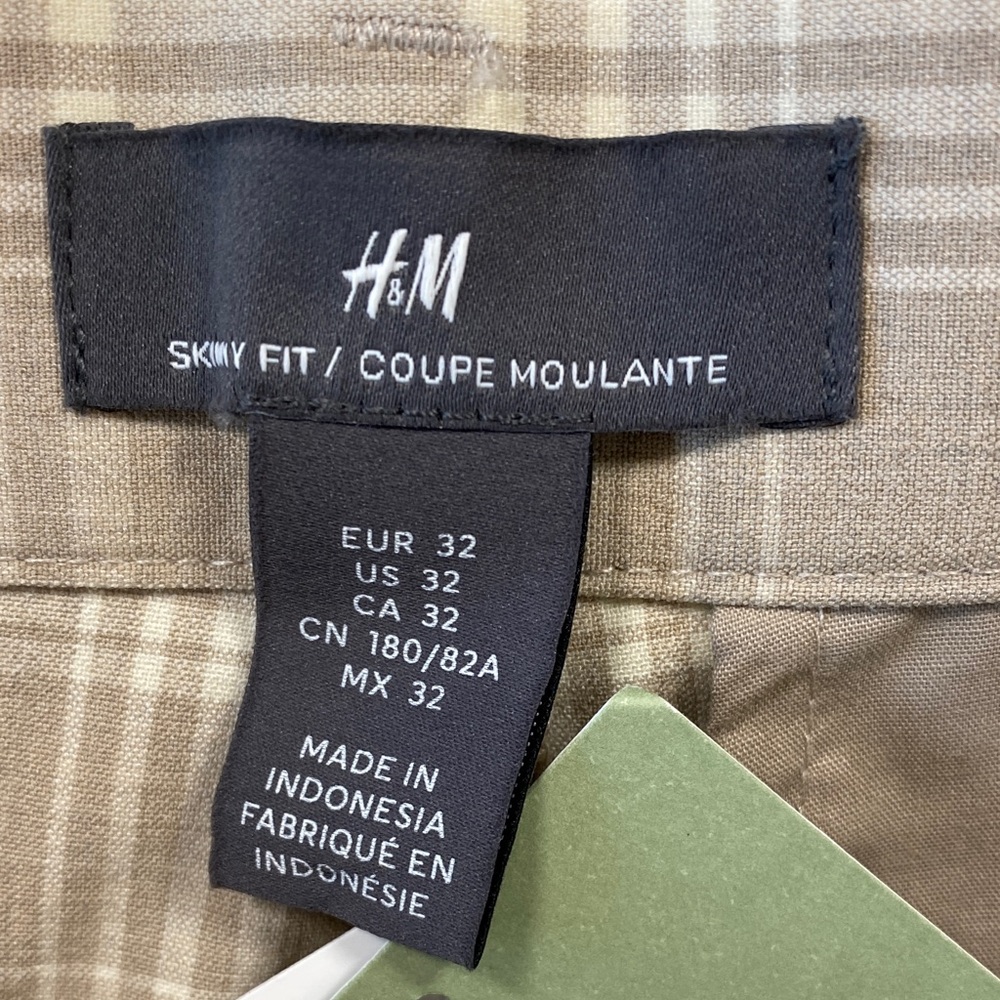 H&M
SKINNY FIT / COUPE MOULANTE
EUR 32
US 32
CA 32
CN 180/82A
MX 32
MADE IN
INDONESIA
FABRIQUÉ EN
INDONÉSIE